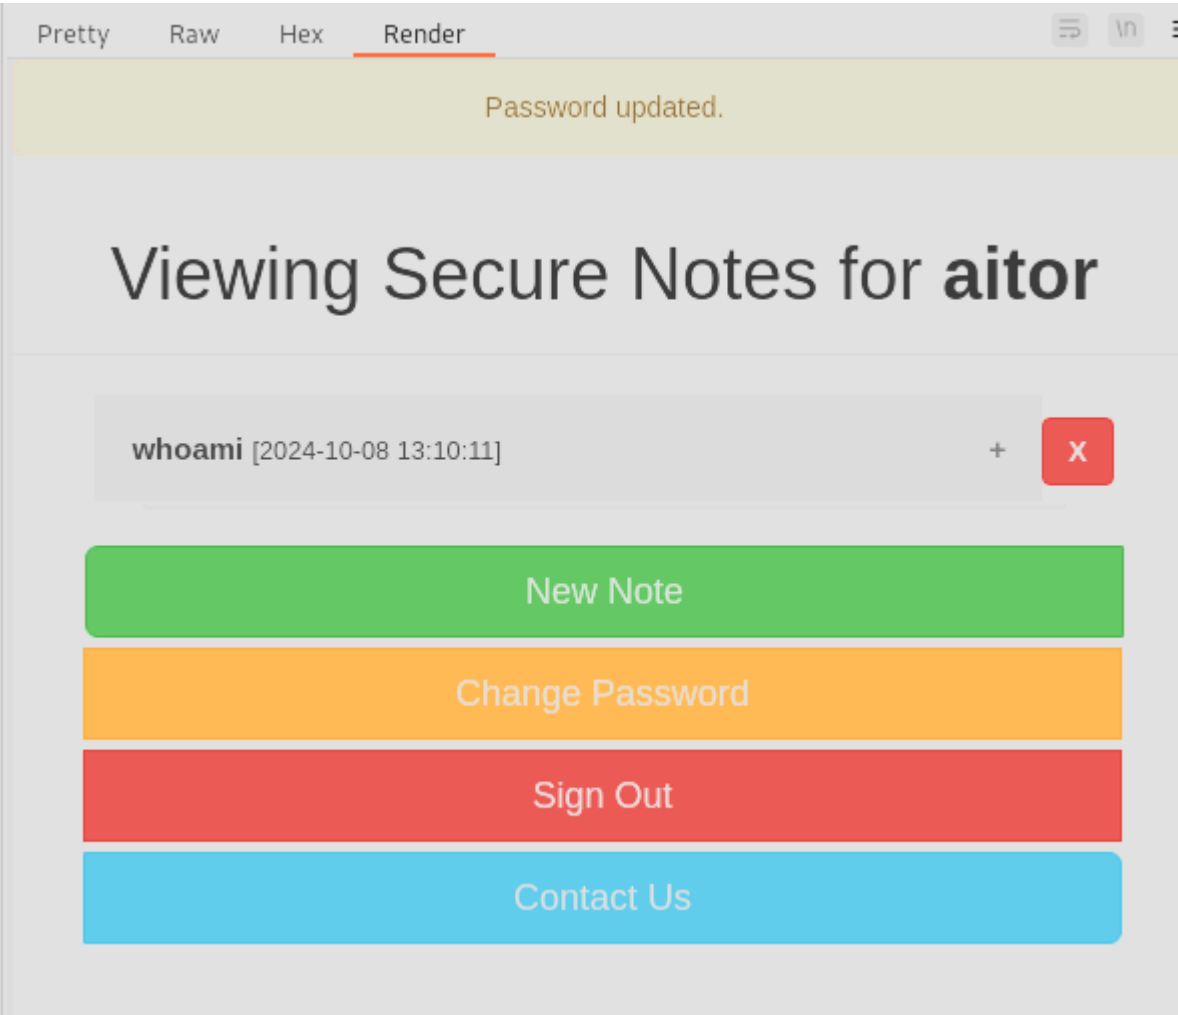 Pretty Raw Hex Render \n
Password updated.
Viewing Secure Notes for aitor
whoami [2024-10-08 13:10:11] + X
New Note
Change Password
Sign Out
Contact Us